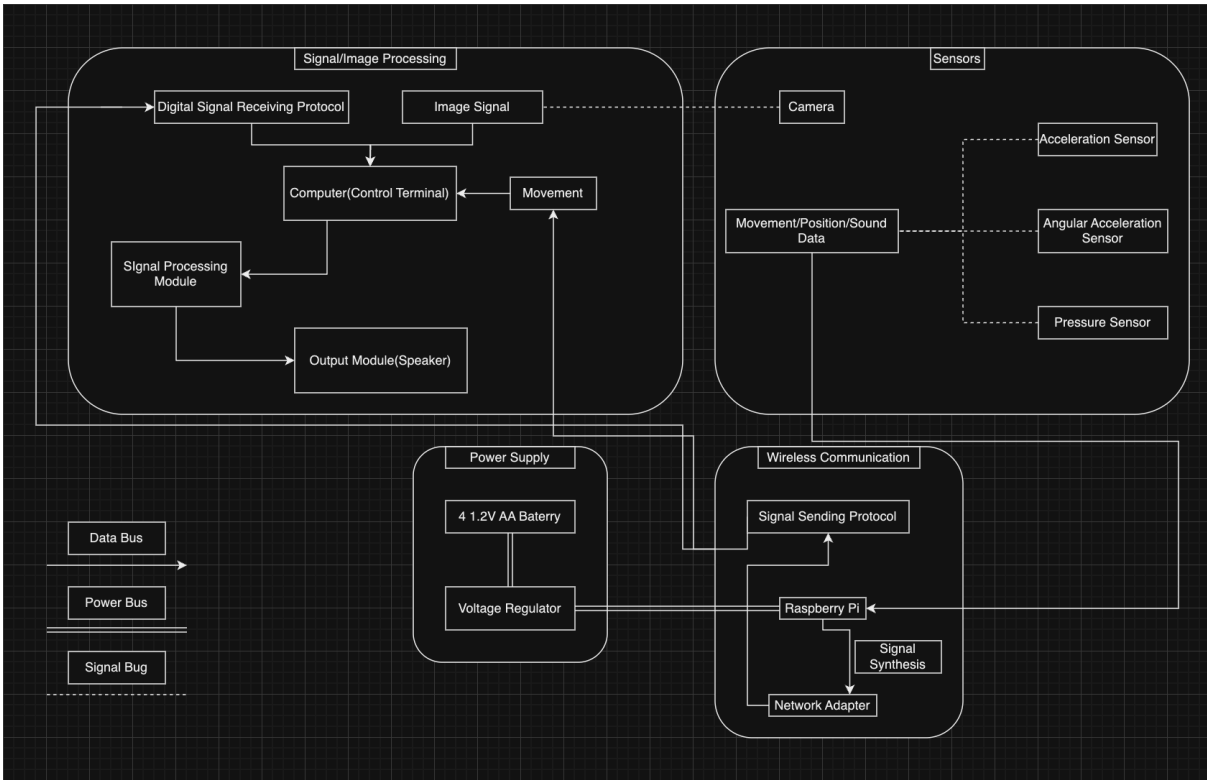 Signal/Image Processing
Digital Signal Receiving Protocol
Image Signal
Computer(Control Terminal)
Movement
SIgnal Processing
Module
Output Module(Speaker)
Sensors
Camera
Acceleration Sensor
Movement/Position/Sound
Data
Angular Acceleration
Sensor
Pressure Sensor
Power Supply
4 1.2V AA Baterry
Voltage Regulator
Wireless Communication
Signal Sending Protocol
Raspberry Pi
Signal
Synthesis
Network Adapter
Data Bus
Power Bus
Signal Bug